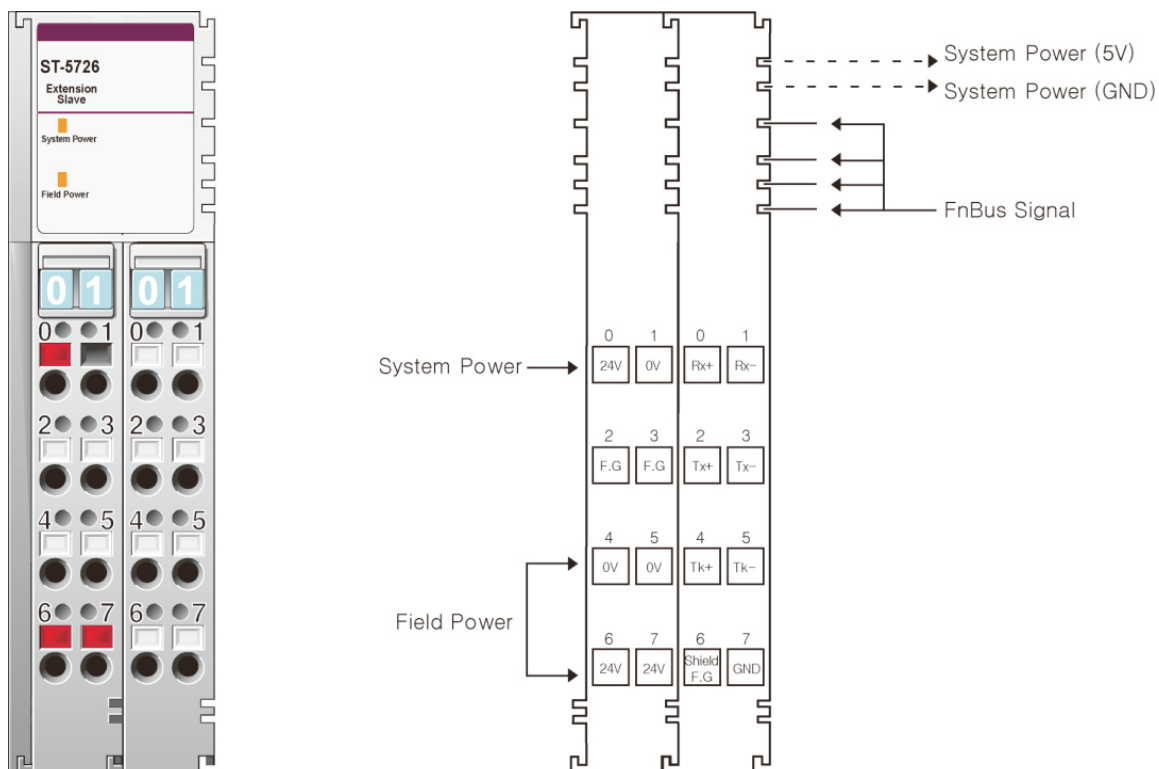 ST-5726
Extension
Slave
System Power
Field Power
0 1 0 1
0 1 0 1
2 3 2 3
4 5 4 5
6 7 6 7
System Power (5V)
System Power (GND)
FnBus Signal
0 1 0 1
System Power 24V 0V Rx+ Rx-
2 3 2 3
F.G F.G Tx+ Tx-
4 5 4 5
0V 0V Tk+ Tk-
Field Power
6 7 6 7
24V 24V Shield F.G GND